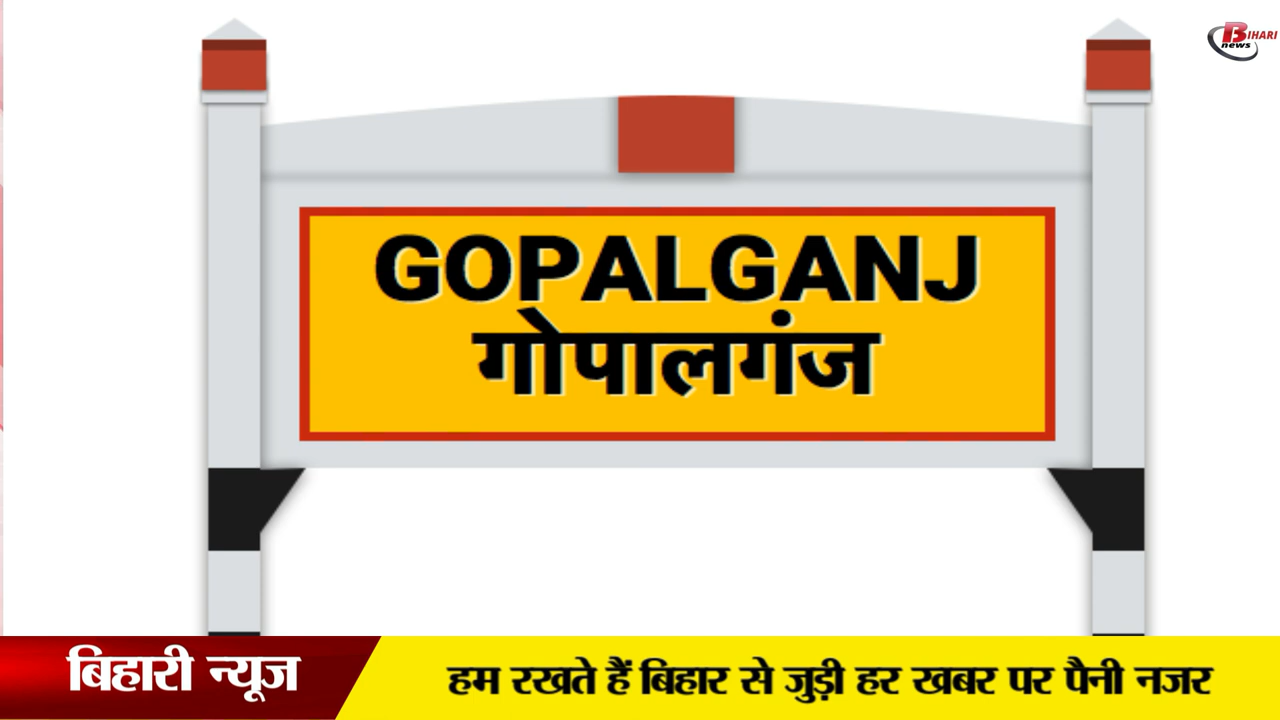 BIHARI
news
GOPALGANJ
गोपालगंज
बिहारी न्यूज
हम रखते हैं बिहार से जुड़ी हर खबर पर पैनी नजर